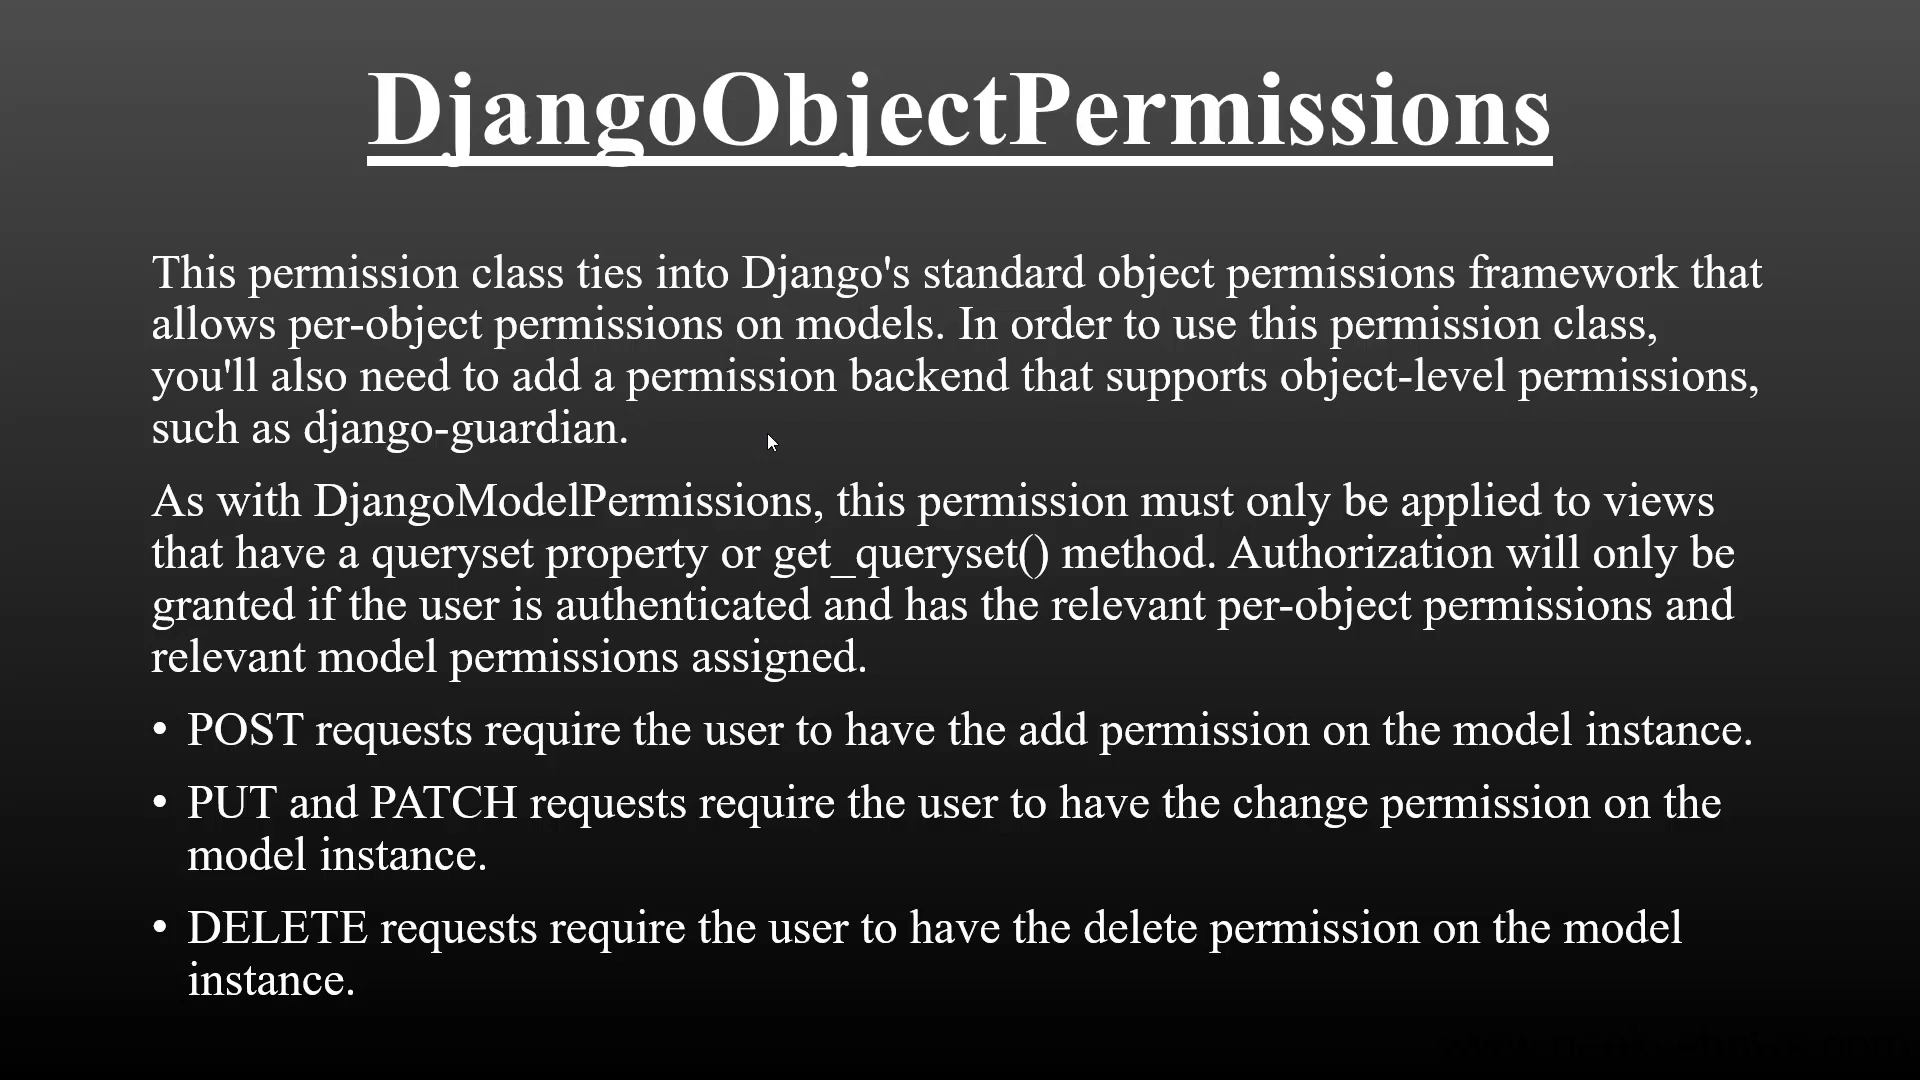 DjangoObjectPermissions
This permission class ties into Django's standard object permissions framework that
allows per-object permissions on models. In order to use this permission class,
you'll also need to add a permission backend that supports object-level permissions,
such as django-guardian.
As with DjangoModelPermissions, this permission must only be applied to views
that have a queryset property or get_queryset() method. Authorization will only be
granted if the user is authenticated and has the relevant per-object permissions and
relevant model permissions assigned.
• POST requests require the user to have the add permission on the model instance.
• PUT and PATCH requests require the user to have the change permission on the
model instance.
• DELETE requests require the user to have the delete permission on the model
instance.